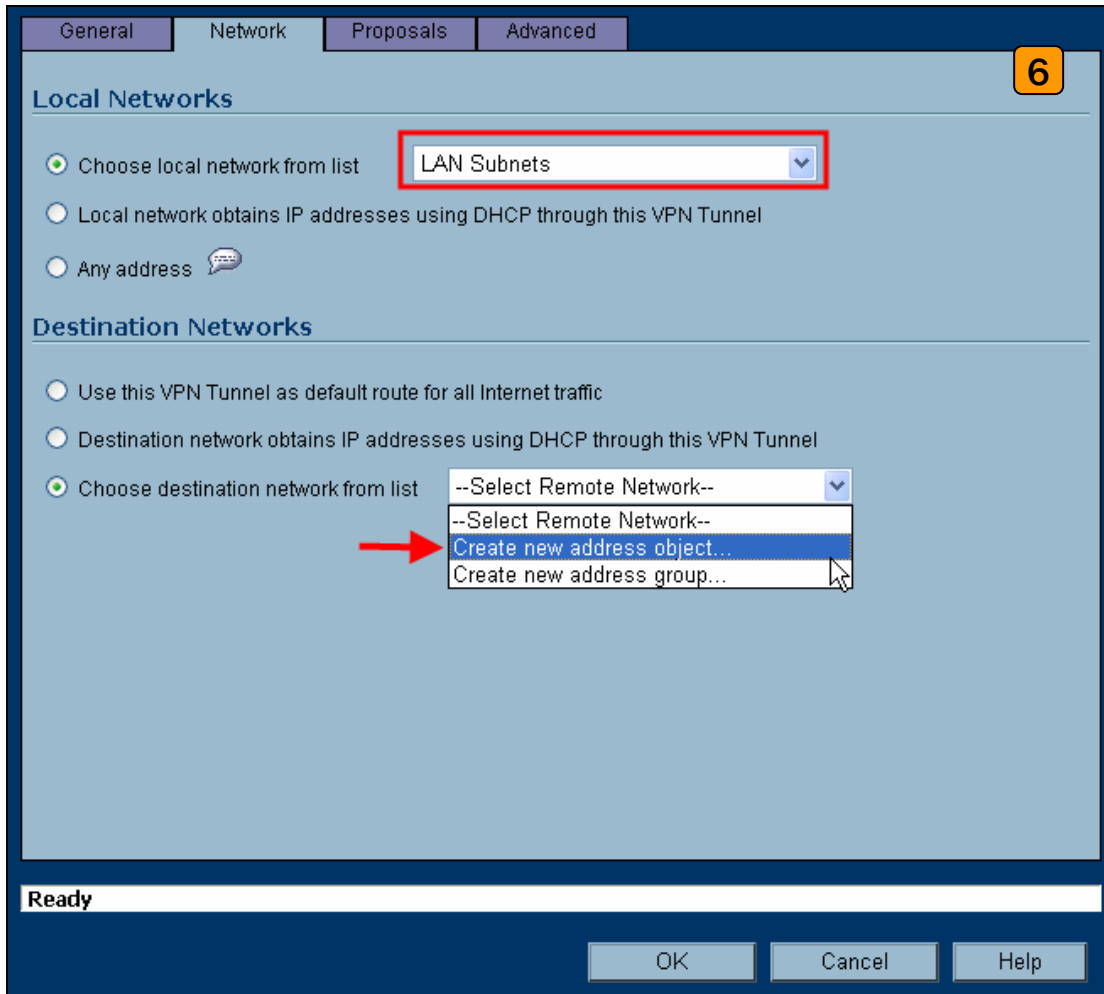 General Network Proposals Advanced
6
Local Networks
Choose local network from list LAN Subnets
Local network obtains IP addresses using DHCP through this VPN Tunnel
Any address
Destination Networks
Use this VPN Tunnel as default route for all Internet traffic
Destination network obtains IP addresses using DHCP through this VPN Tunnel
Choose destination network from list --Select Remote Network--
--Select Remote Network--
Create new address object...
Create new address group...
Ready
OK Cancel Help